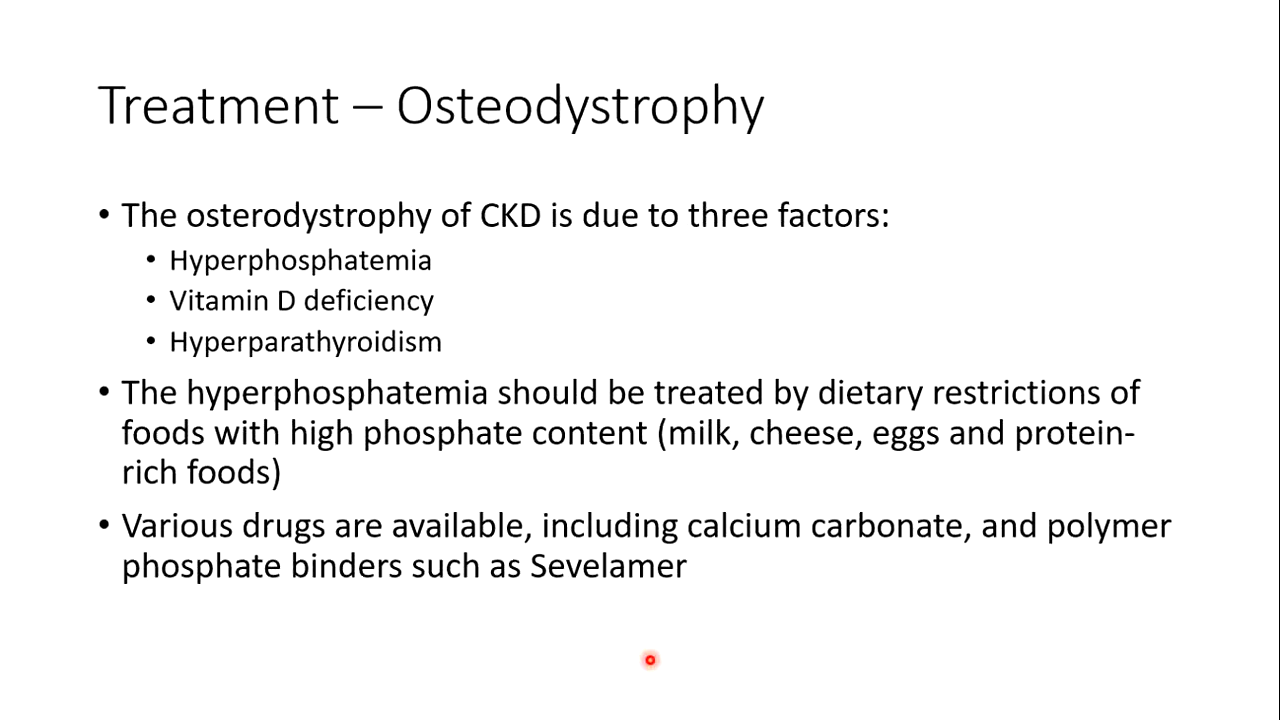 Treatment – Osteodystrophy
• The osterodystrophy of CKD is due to three factors:
• Hyperphosphatemia
• Vitamin D deficiency
• Hyperparathyroidism
• The hyperphosphatemia should be treated by dietary restrictions of
foods with high phosphate content (milk, cheese, eggs and protein-
rich foods)
• Various drugs are available, including calcium carbonate, and polymer
phosphate binders such as Sevelamer